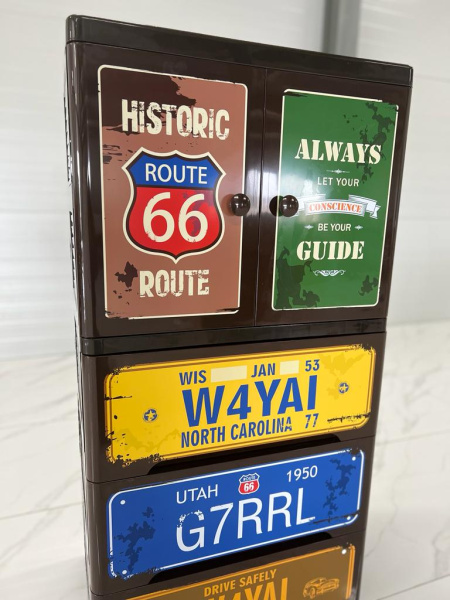 HISTORIC
ROUTE
66
ROUTE
ALWAYS
LET YOUR
CONSCIENCE
BE YOUR
GUIDE
WIS JAN 53
W4YAI
NORTH CAROLINA 77
UTAH ROUTE 66 1950
G7RRL
DRIVE SAFELY
W4YAI